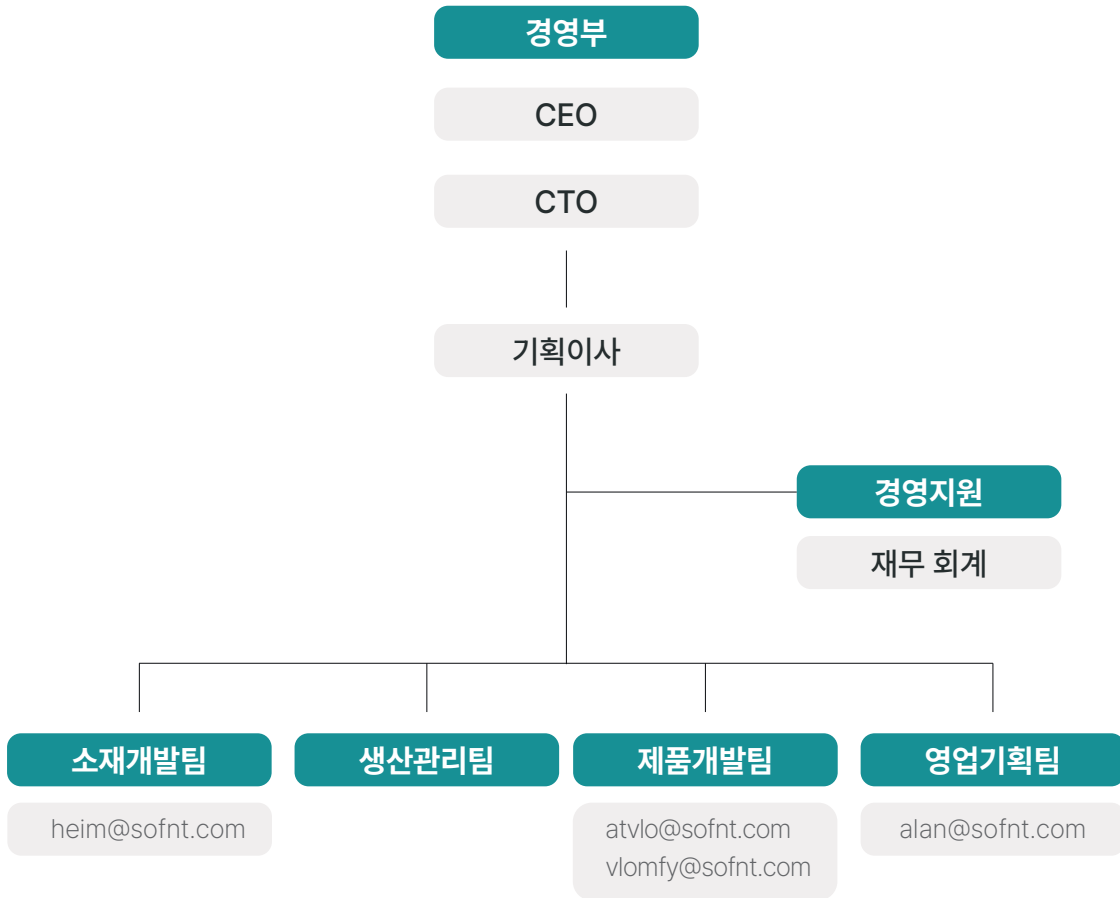 경영부
CEO
CTO
기획이사
경영지원
재무 회계
소재개발팀
생산관리팀
제품개발팀
영업기획팀
heim@sofnt.com
atvlo@sofnt.com
vlomfy@sofnt.com
alan@sofnt.com